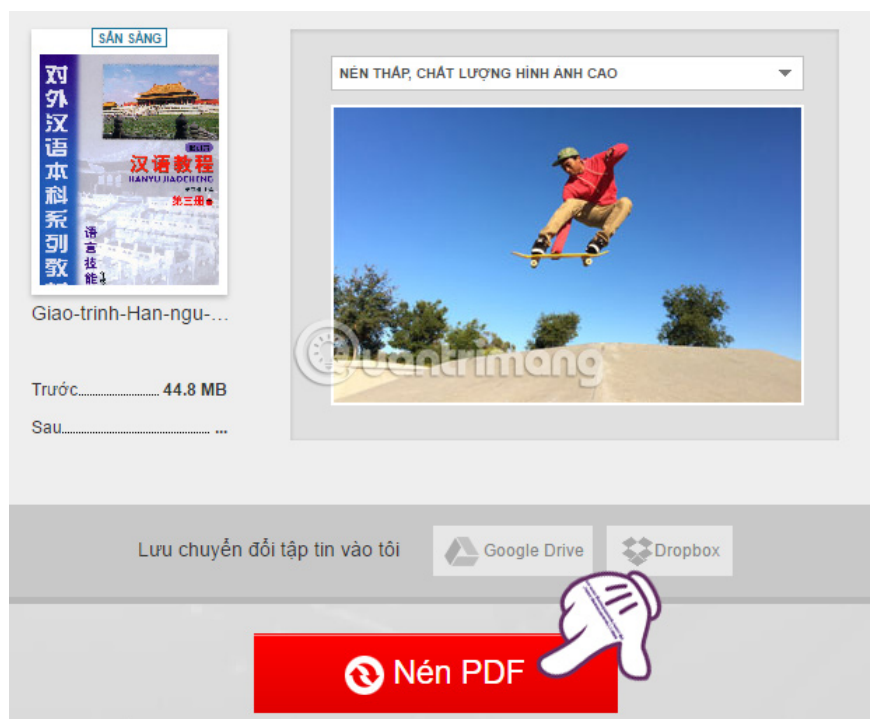 SẴN SÀNG
对外汉语本科系列教
汉语教程
HANYU JIAOCHENG
第三册
语言技能
Giao-trinh-Han-ngu-...
Trước 44.8 MB
Sau ...
NÉN THẤP, CHẤT LƯỢNG HÌNH ẢNH CAO
Quantrimang
Lưu chuyển đổi tập tin vào tôi
Google Drive
Dropbox
Nén PDF